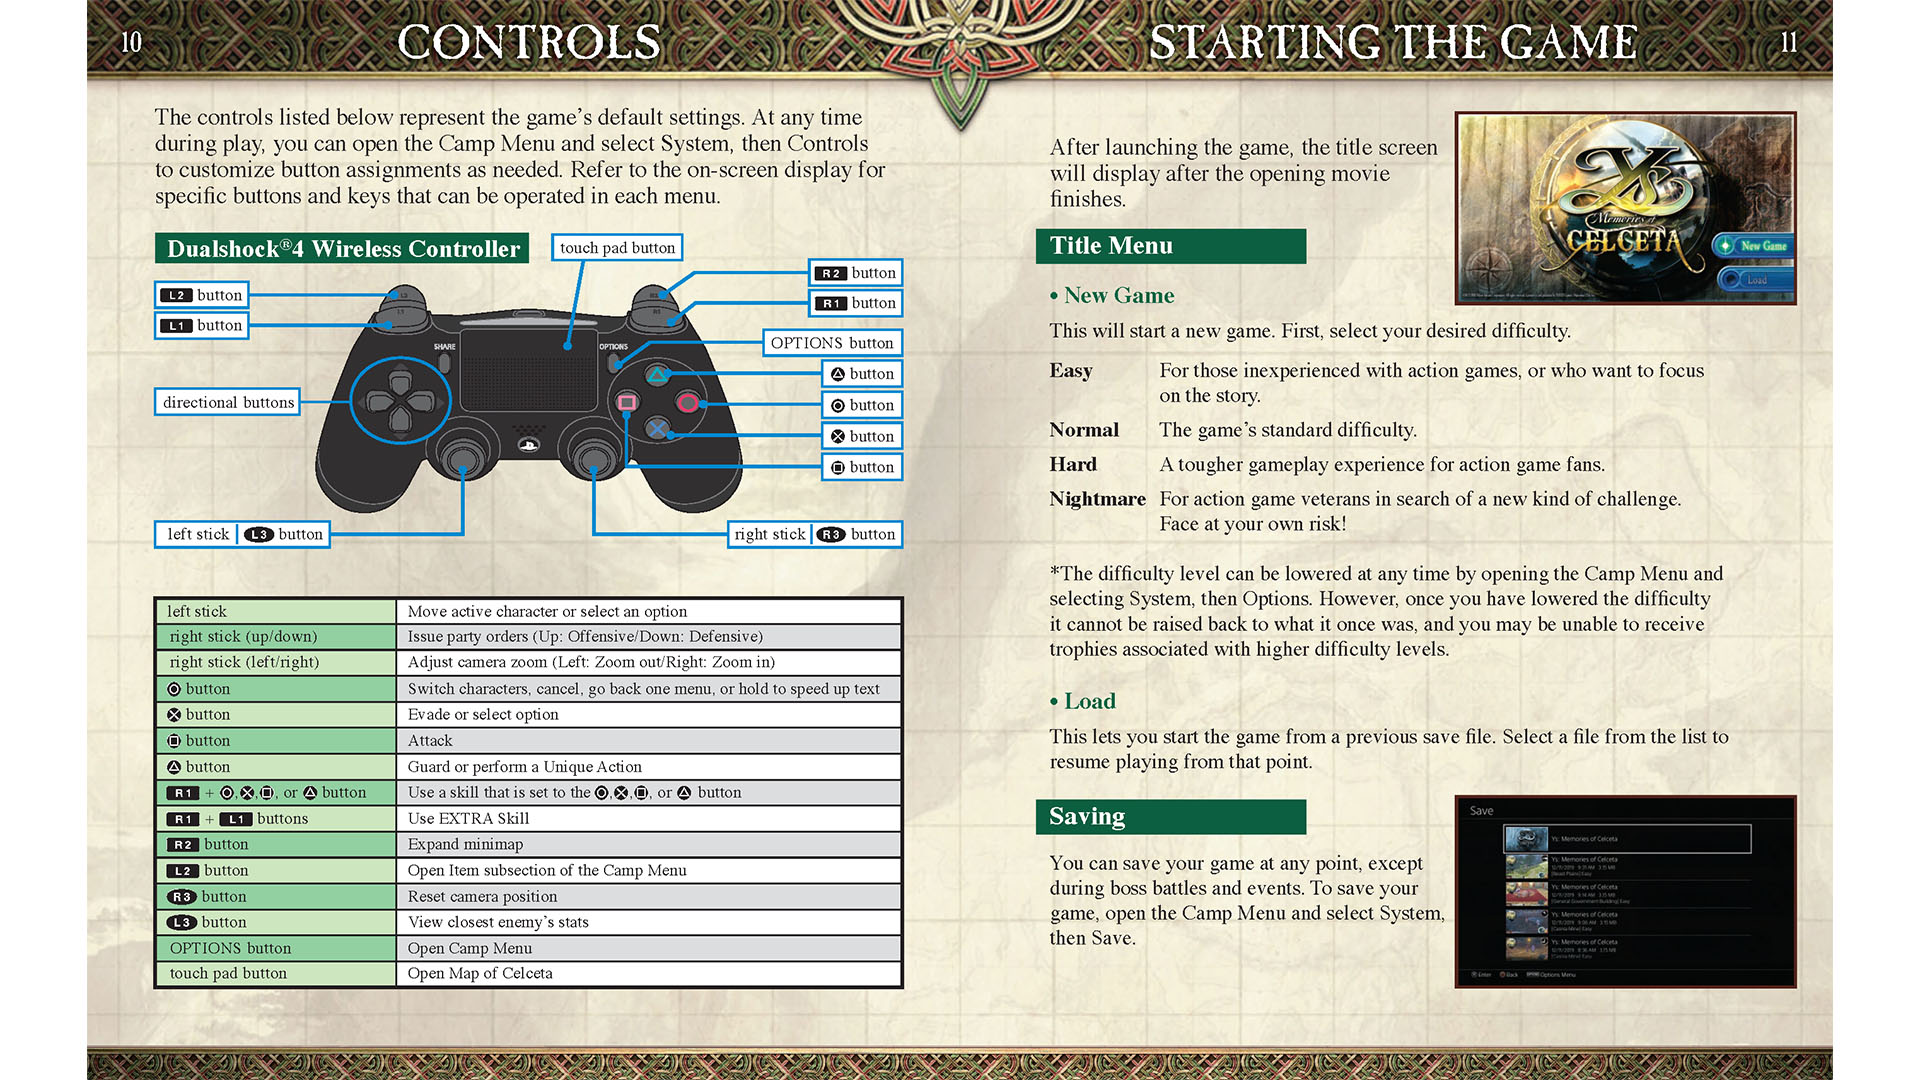 10
CONTROLS
The controls listed below represent the game’s default settings. At any time
during play, you can open the Camp Menu and select System, then Controls
to customize button assignments as needed. Refer to the on-screen display for
specific buttons and keys that can be operated in each menu.
Dualshock®4 Wireless Controller
touch pad button
L2 button
L1 button
directional buttons
left stick | L3 button
R2 button
R1 button
OPTIONS button
△ button
○ button
✕ button
□ button
right stick | R3 button
SHARE
OPTIONS
left stick Move active character or select an option
right stick (up/down) Issue party orders (Up: Offensive/Down: Defensive)
right stick (left/right) Adjust camera zoom (Left: Zoom out/Right: Zoom in)
○ button Switch characters, cancel, go back one menu, or hold to speed up text
✕ button Evade or select option
□ button Attack
△ button Guard or perform a Unique Action
R1 + ○,✕,□, or △ button Use a skill that is set to the ○,✕,□, or △ button
R1 + L1 buttons Use EXTRA Skill
R2 button Expand minimap
L2 button Open Item subsection of the Camp Menu
R3 button Reset camera position
L3 button View closest enemy’s stats
OPTIONS button Open Camp Menu
touch pad button Open Map of Celceta
STARTING THE GAME
11
After launching the game, the title screen
will display after the opening movie
finishes.
Ys
Memories of
CELCETA
New Game
Load
Title Menu
• New Game
This will start a new game. First, select your desired difficulty.
Easy For those inexperienced with action games, or who want to focus
on the story.
Normal The game’s standard difficulty.
Hard A tougher gameplay experience for action game fans.
Nightmare For action game veterans in search of a new kind of challenge.
Face at your own risk!
*The difficulty level can be lowered at any time by opening the Camp Menu and
selecting System, then Options. However, once you have lowered the difficulty
it cannot be raised back to what it once was, and you may be unable to receive
trophies associated with higher difficulty levels.
• Load
This lets you start the game from a previous save file. Select a file from the list to
resume playing from that point.
Saving
You can save your game at any point, except
during boss battles and events. To save your
game, open the Camp Menu and select System,
then Save.
Save
Ys: Memories of Celceta
Ys: Memories of Celceta
Ys: Memories of Celceta
Ys: Memories of Celceta
Ys: Memories of Celceta
Enter Back Options Menu